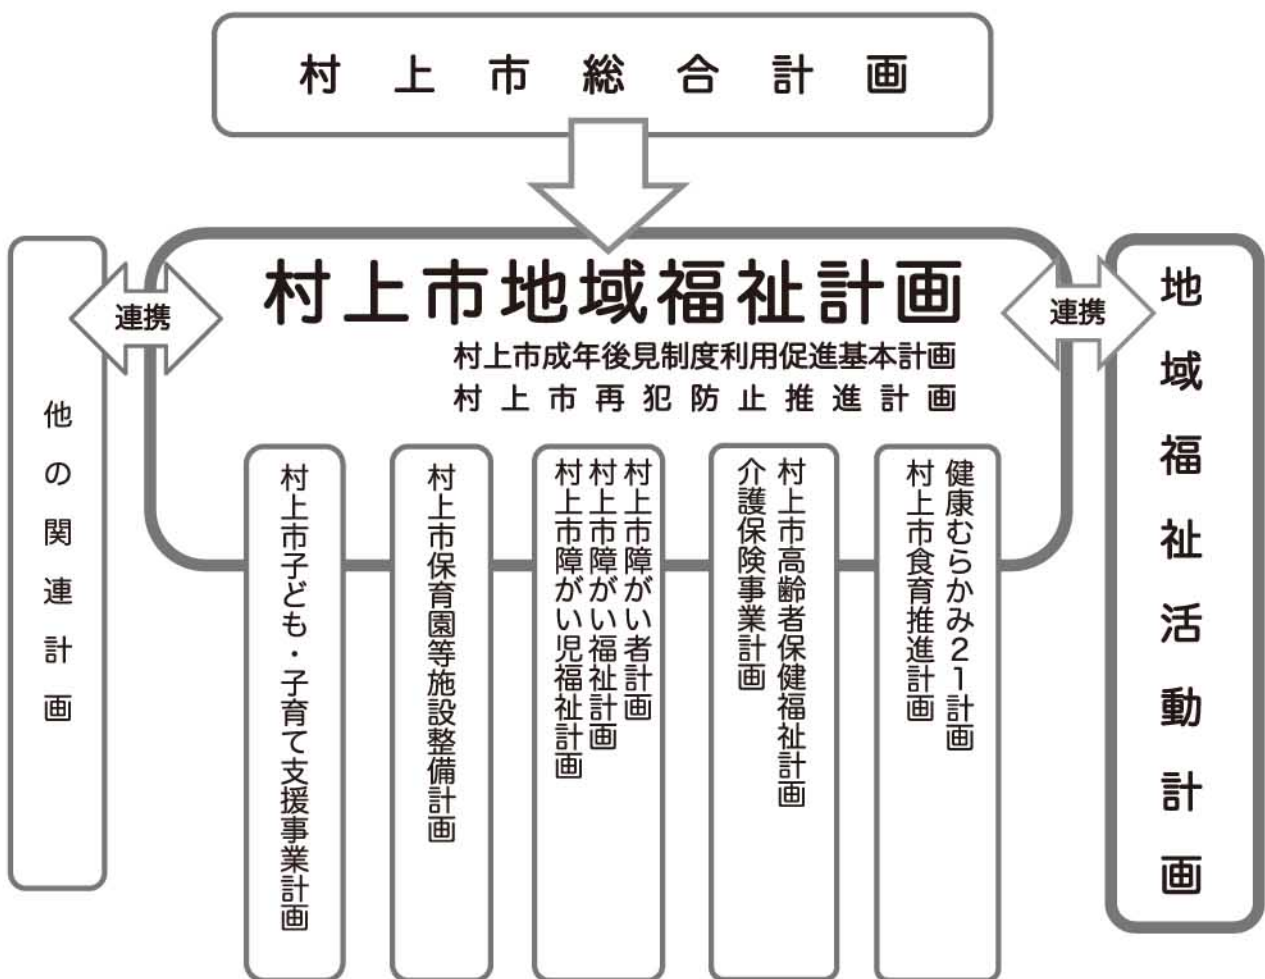 村上市総合計画
村上市地域福祉計画
村上市成年後見制度利用促進基本計画
村上市再犯防止推進計画
連携
連携
地域福祉活動計画
健康むらかみ21計画
村上市食育推進計画
村上市高齢者保健福祉計画
介護保険事業計画
村上市障がい者計画
村上市障がい福祉計画
村上市障がい児福祉計画
村上市保育園等施設整備計画
村上市子ども・子育て支援事業計画
他の関連計画